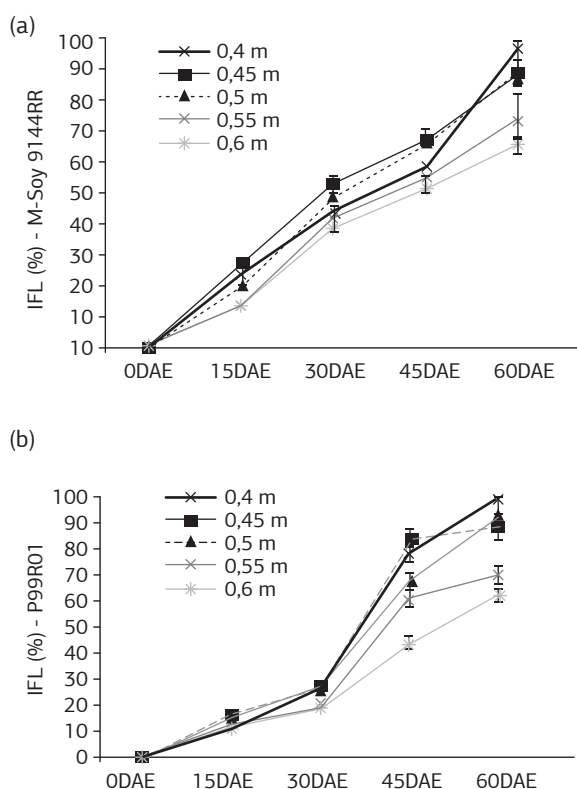 (a)
IFL (%) - M-Soy 9144RR
100
90
80
70
60
50
40
30
20
10
10
0,4 m
0,45 m
0,5 m
0,55 m
0,6 m
0DAE 15DAE 30DAE 45DAE 60DAE
(b)
IFL (%) - P99R01
100
90
80
70
60
50
40
30
20
10
0
0,4 m
0,45 m
0,5 m
0,55 m
0,6 m
0DAE 15DAE 30DAE 45DAE 60DAE